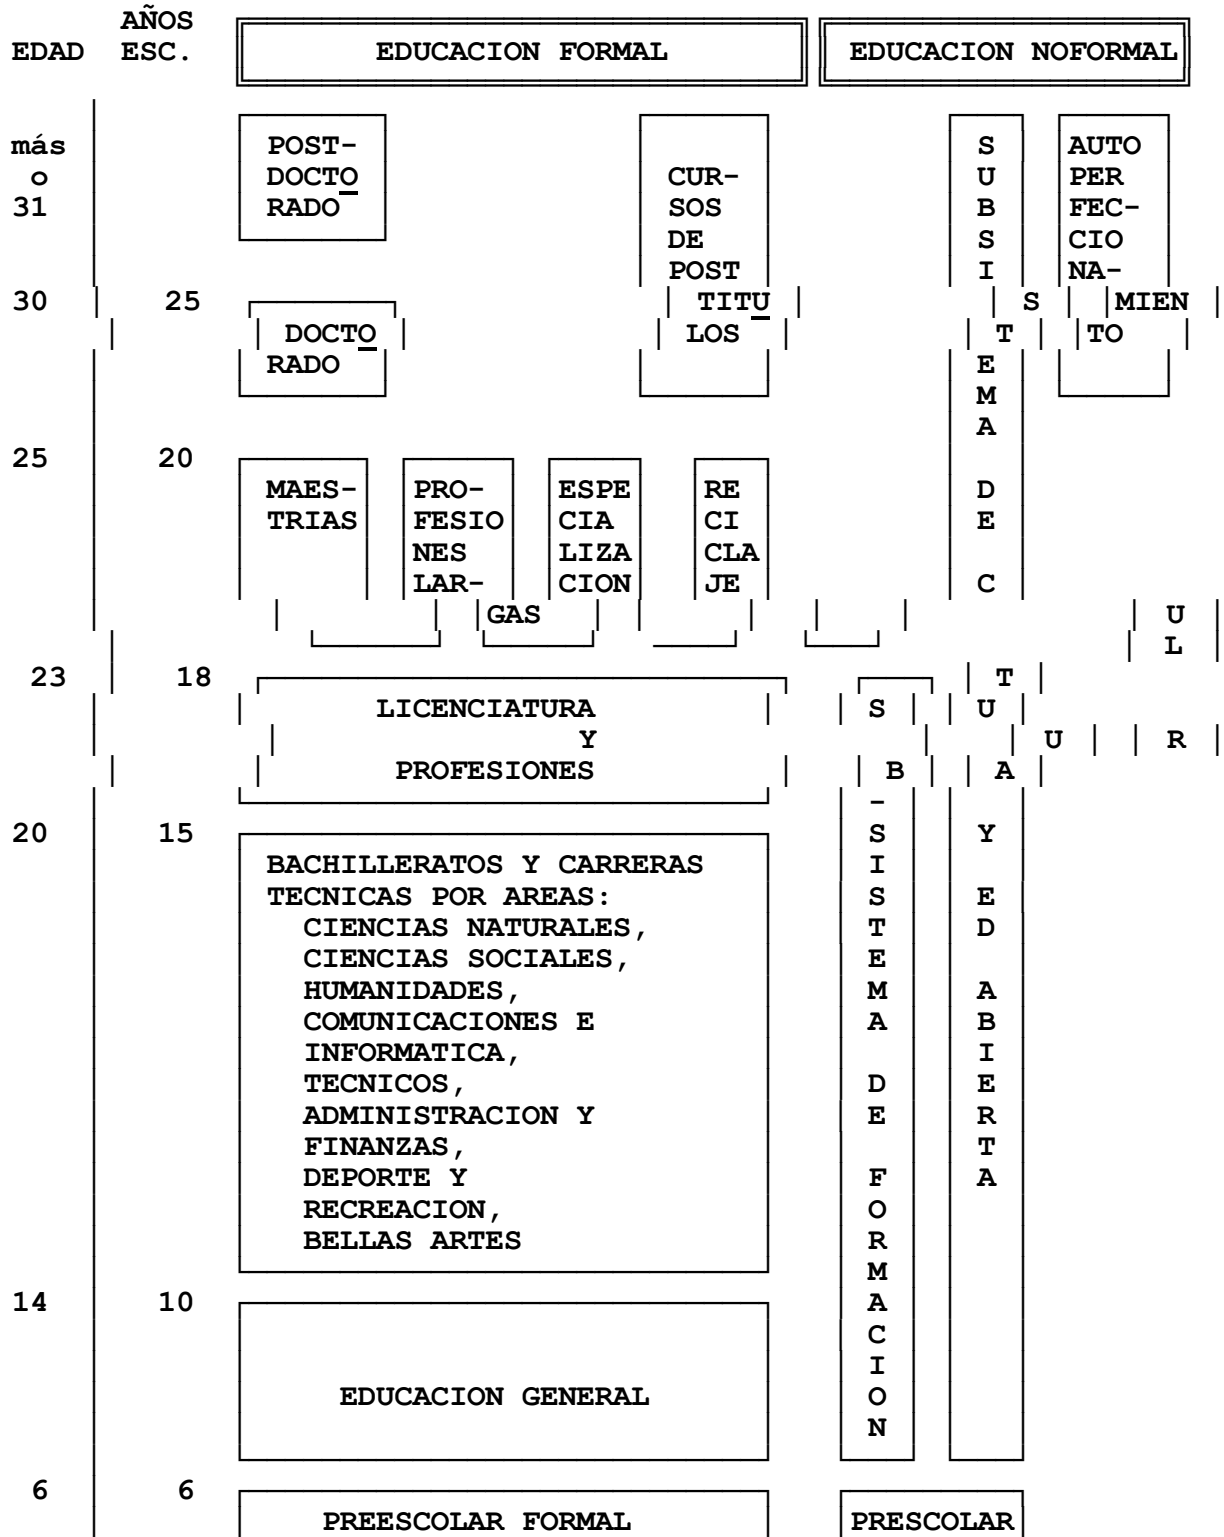 AÑOS
EDAD ESC. EDUCACION FORMAL EDUCACION NOFORMAL
más POST- S AUTO
o DOCTO CUR- U PER
31 RADO SOS B FEC-
DE S CIO
POST I NA-
30 25 TITU S MIEN
DOCTO LOS T TO
RADO E
M
A
25 20
MAES- PRO- ESPE RE D
TRIAS FESIO CIA CI E
NES LIZA CLA
LAR- CION JE C
GAS U
L
23 18 T
LICENCIATURA S U
Y U R
PROFESIONES B A
-
20 15 S Y
BACHILLERATOS Y CARRERAS I
TECNICAS POR AREAS: S E
CIENCIAS NATURALES, T D
CIENCIAS SOCIALES, E
HUMANIDADES, M A
COMUNICACIONES E A B
INFORMATICA, I
TECNICOS, D E
ADMINISTRACION Y E R
FINANZAS, T
DEPORTE Y F A
RECREACION, O
BELLAS ARTES R
M
14 10 A
C
I
EDUCACION GENERAL O
N
6 6
PREESCOLAR FORMAL PRESCOLAR